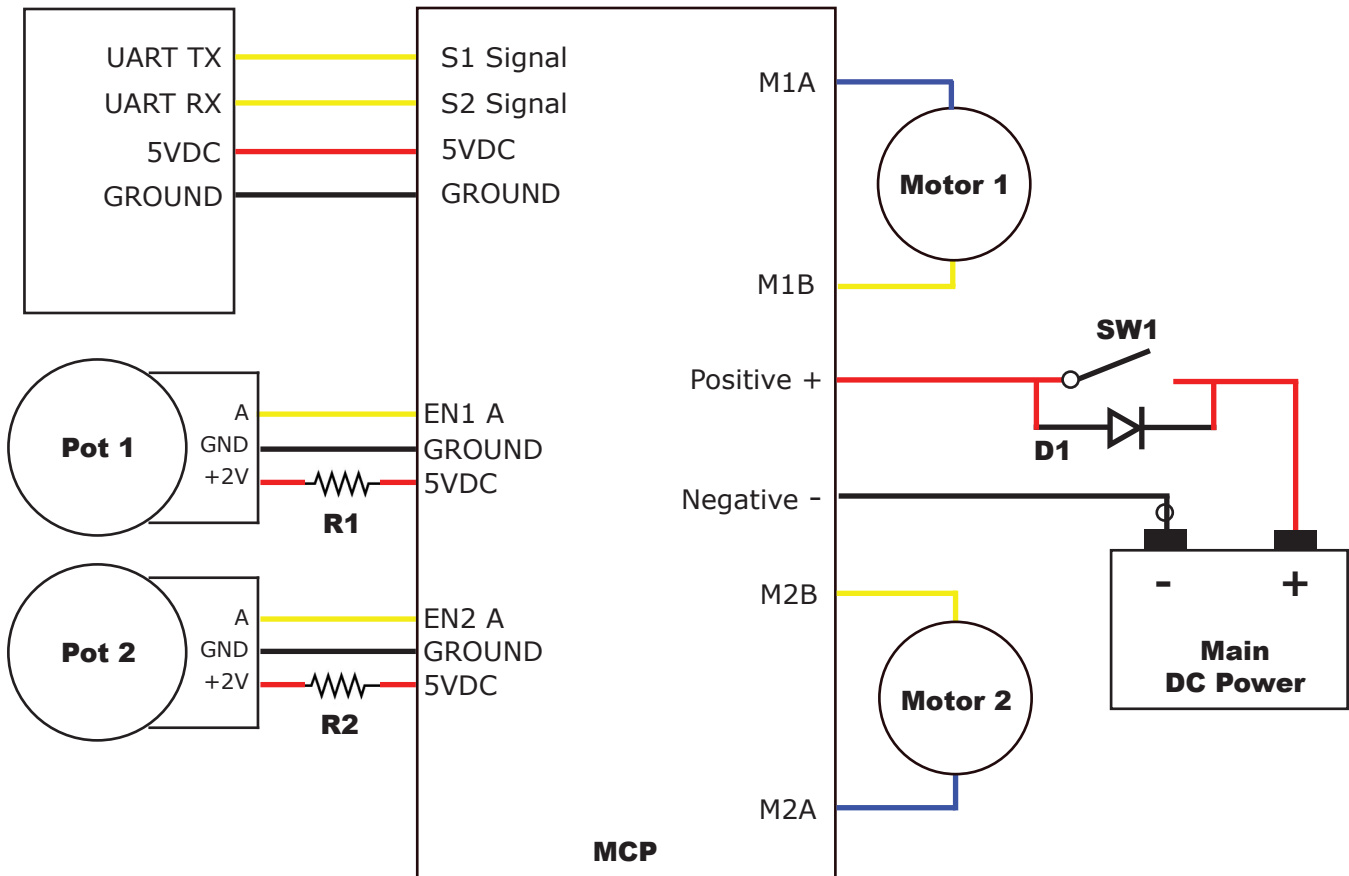 UART TX
UART RX
5VDC
GROUND
S1 Signal
S2 Signal
5VDC
GROUND
M1A
Motor 1
M1B
SW1
Positive +
D1
Negative -
- +
Main
DC Power
M2B
Motor 2
M2A
Pot 1
A
GND
+2V
R1
EN1 A
GROUND
5VDC
Pot 2
A
GND
+2V
R2
EN2 A
GROUND
5VDC
MCP